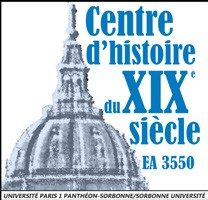 Centre
d'histoire
du XIXe
siècle
EA 3550
UNIVERSITÉ PARIS 1 PANTHÉON-SORBONNE/SORBONNE UNIVERSITÉ